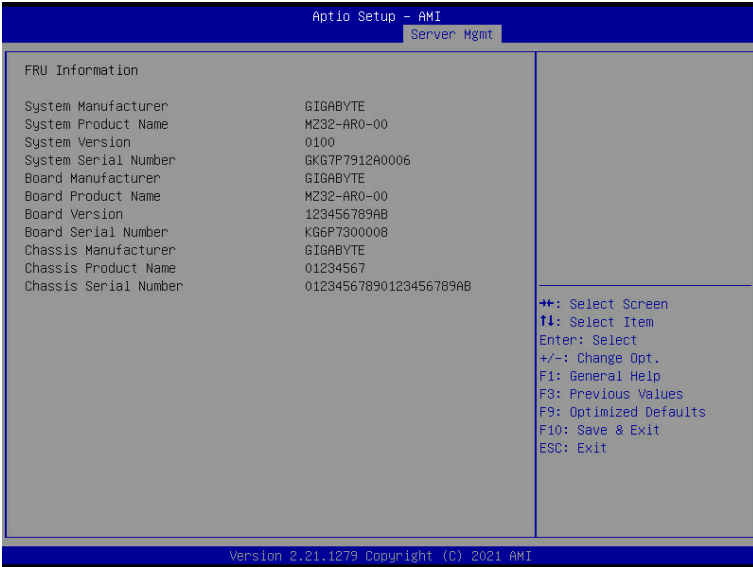 Aptio Setup – AMI
Server Mgmt
FRU Information
System Manufacturer GIGABYTE
System Product Name MZ32-AR0-00
System Version 0100
System Serial Number GKG7P7912A0006
Board Manufacturer GIGABYTE
Board Product Name MZ32-AR0-00
Board Version 123456789AB
Board Serial Number KG6P7300008
Chassis Manufacturer GIGABYTE
Chassis Product Name 01234567
Chassis Serial Number 01234567890123456789AB
→←: Select Screen
↑↓: Select Item
Enter: Select
+/-: Change Opt.
F1: General Help
F3: Previous Values
F9: Optimized Defaults
F10: Save & Exit
ESC: Exit
Version 2.21.1279 Copyright (C) 2021 AMI